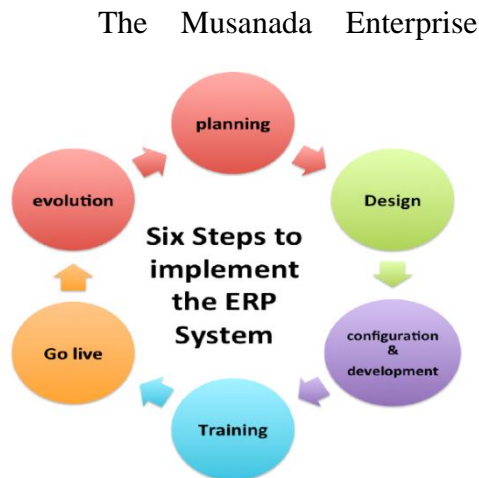 The Musanada Enterprise
planning
Design
configuration
&
development
Training
Go live
evolution
Six Steps to
implement
the ERP
System